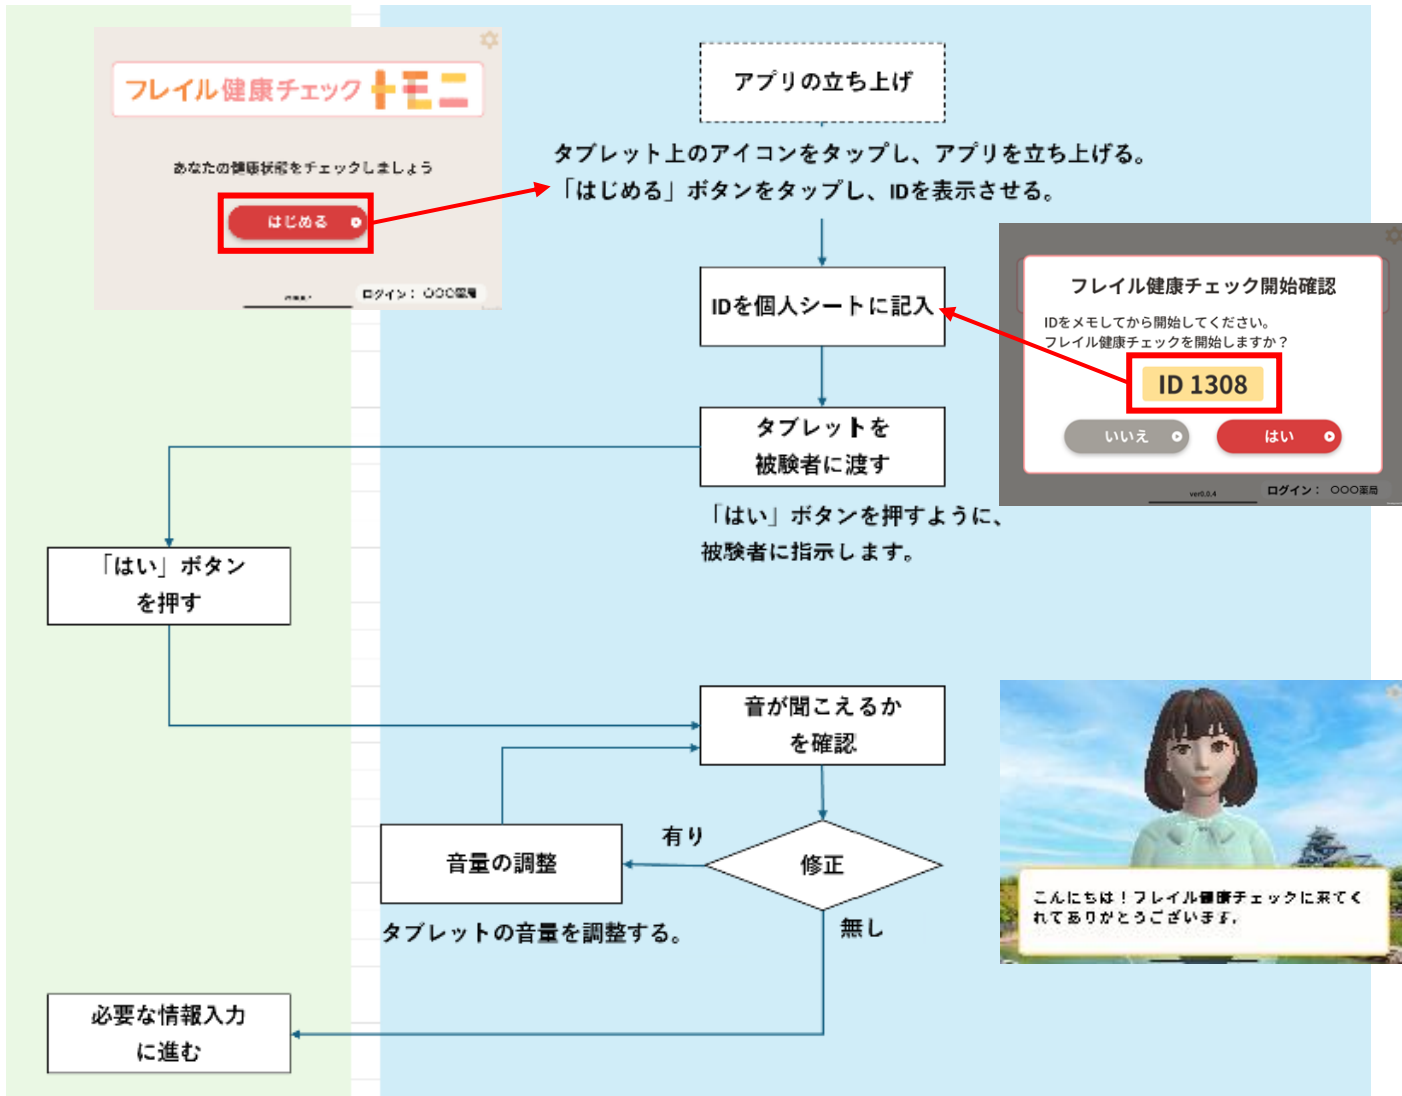 フレイル健康チェック トモニ
あなたの健康状態をチェックしましょう
はじめる
ログイン： 〇〇〇薬局
アプリの立ち上げ
タブレット上のアイコンをタップし、アプリを立ち上げる。
「はじめる」ボタンをタップし、IDを表示させる。
IDを個人シートに記入
フレイル健康チェック開始確認
IDをメモしてから開始してください。
フレイル健康チェックを開始しますか？
ID 1308
いいえ
はい
ver0.0.4
ログイン： 〇〇〇薬局
タブレットを
被験者に渡す
「はい」ボタンを押すように、
被験者に指示します。
「はい」ボタン
を押す
音が聞こえるか
を確認
有り
修正
音量の調整
タブレットの音量を調整する。
無し
こんにちは！フレイル健康チェックに来てく
れてありがとうございます。
必要な情報入力
に進む